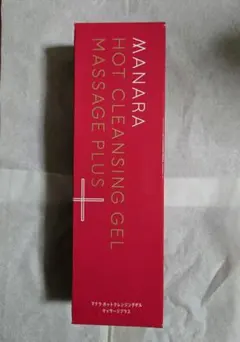 MANARA
HOT CLEANSING GEL
MASSAGE PLUS
マナラ ホットクレンジングゲル
マッサージプラス